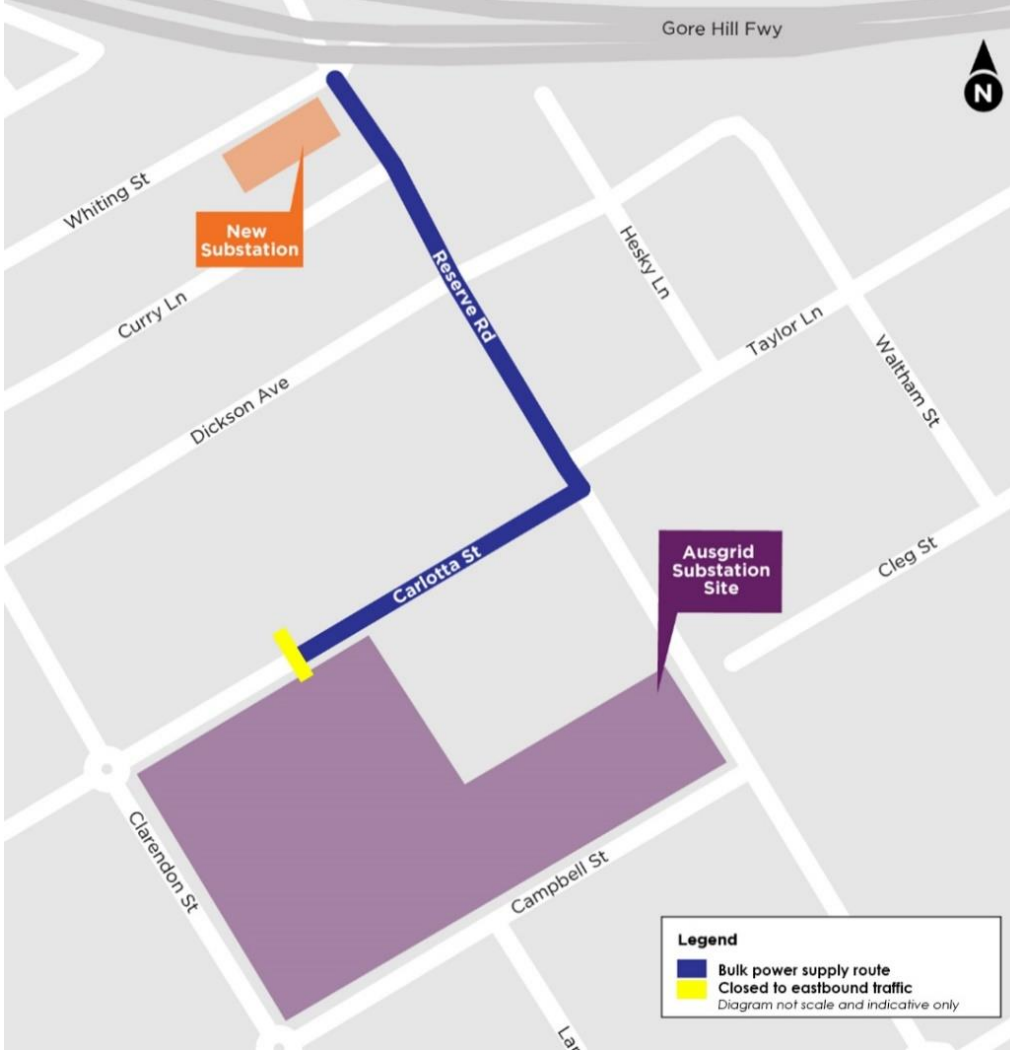 Gore Hill Fwy
N
Whiting St
New
Substation
Curry Ln
Reserve Rd
Hesky Ln
Taylor Ln
Dickson Ave
Waltham St
Carlotta St
Ausgrid
Substation
Site
Cleg St
Clarendon St
Campbell St
Legend
Bulk power supply route
Closed to eastbound traffic
Diagram not scale and indicative only